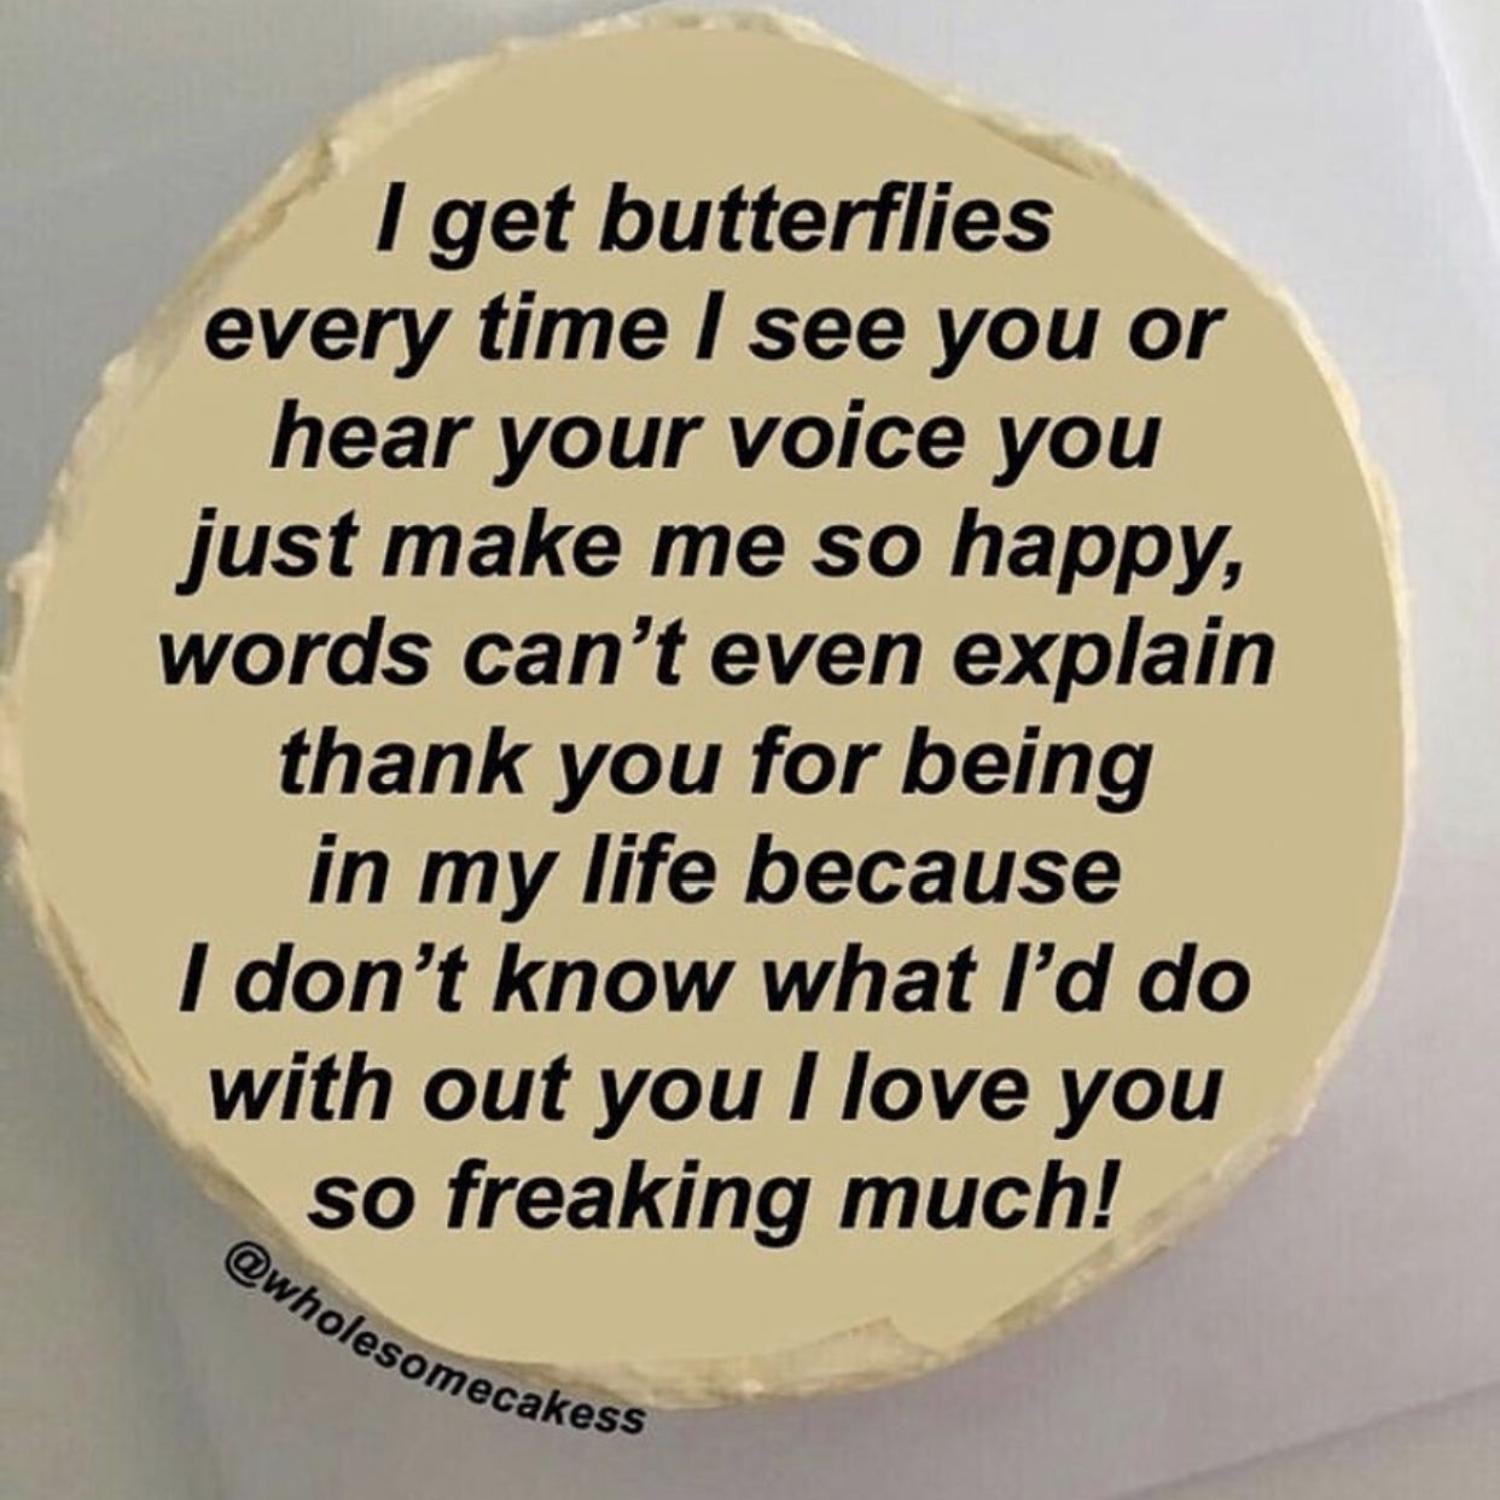 I get butterflies
every time I see you or
hear your voice you
just make me so happy,
words can’t even explain
thank you for being
in my life because
I don’t know what I’d do
with out you I love you
so freaking much!
@wholesomecakess